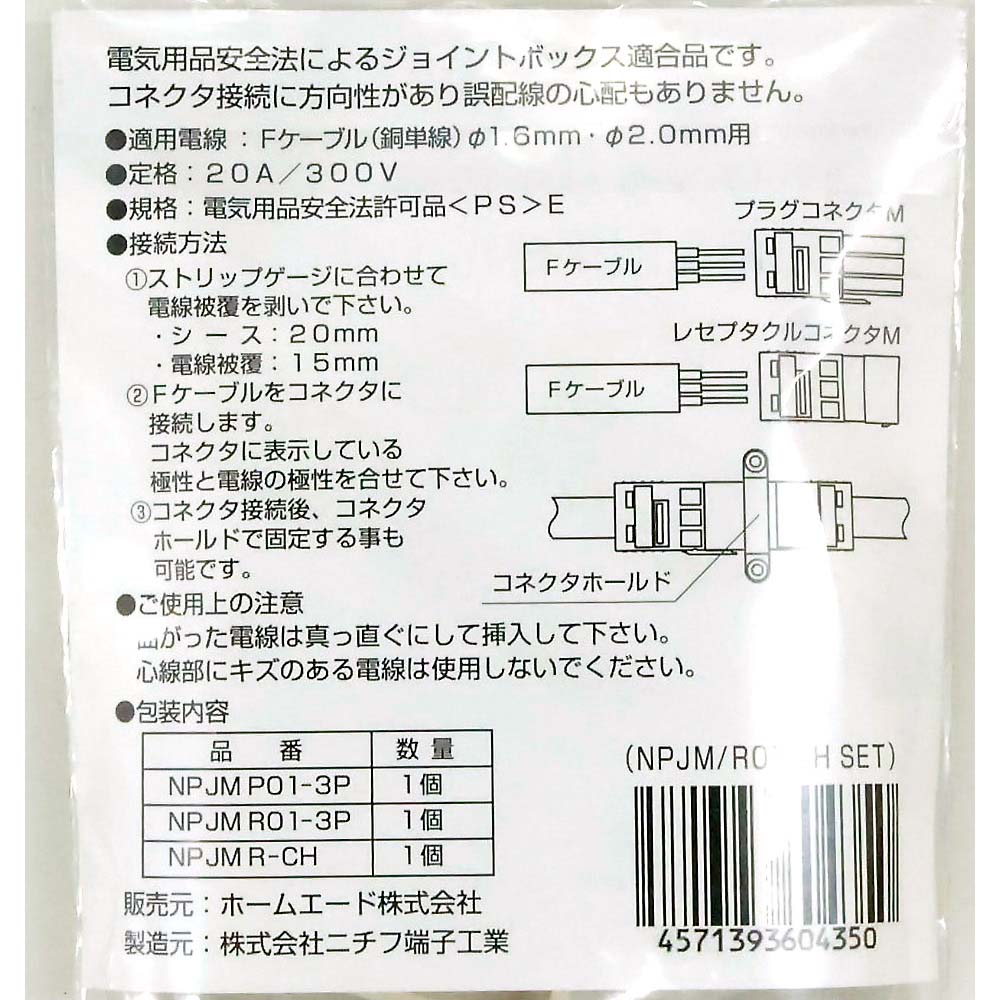 電気用品安全法によるジョイントボックス適合品です。
コネクタ接続に方向性があり誤配線の心配もありません。
●適用電線：Fケーブル(銅単線)φ1.6mm・φ2.0mm用
●定格：20A／300V
●規格：電気用品安全法許可品<PS>E
●接続方法
①ストリップゲージに合わせて
電線被覆を剥いで下さい。
・シース：20mm
・電線被覆：15mm
②Fケーブルをコネクタに
接続します。
コネクタに表示している
極性と電線の極性を合せて下さい。
③コネクタ接続後、コネクタ
ホールドで固定する事も
可能です。
プラグコネクタM
Fケーブル
レセプタクルコネクタM
Fケーブル
コネクタホールド
●ご使用上の注意
曲がった電線は真っ直ぐにして挿入して下さい。
心線部にキズのある電線は使用しないでください。
●包装内容
品番 数量
NPJM P01-3P 1個
NPJM R01-3P 1個
NPJM R-CH 1個
販売元：ホームエード株式会社
製造元：株式会社ニチフ端子工業
H SET)
4571393604350